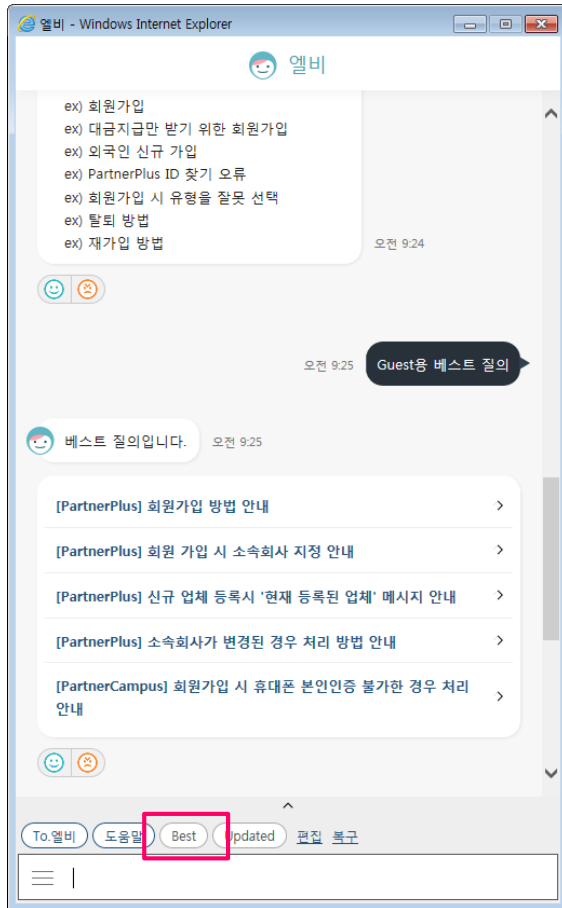 엘비 - Windows Internet Explorer
엘비
ex) 회원가입
ex) 대금지급만 받기 위한 회원가입
ex) 외국인 신규 가입
ex) PartnerPlus ID 찾기 오류
ex) 회원가입 시 유형을 잘못 선택
ex) 탈퇴 방법
ex) 재가입 방법
오전 9:24
오전 9:25
Guest용 베스트 질의
베스트 질의입니다.
오전 9:25
[PartnerPlus] 회원가입 방법 안내
[PartnerPlus] 회원 가입 시 소속회사 지정 안내
[PartnerPlus] 신규 업체 등록시 '현재 등록된 업체' 메시지 안내
[PartnerPlus] 소속회사가 변경된 경우 처리 방법 안내
[PartnerCampus] 회원가입 시 휴대폰 본인인증 불가한 경우 처리
안내
To.엘비 도움말 Best Updated 편집 복구